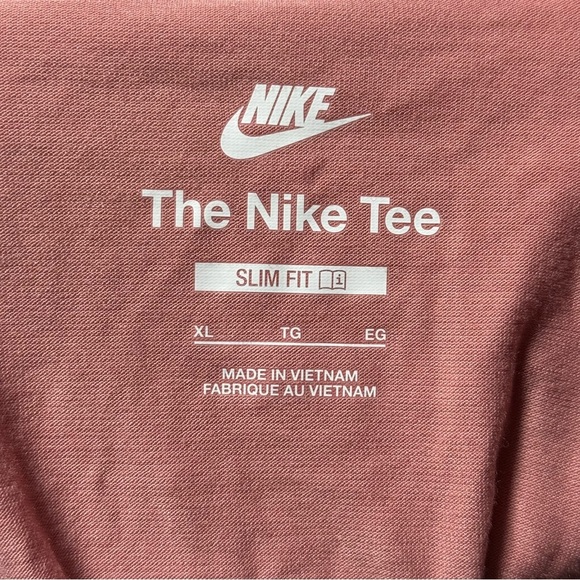 NIKE
The Nike Tee
SLIM FIT
XL TG EG
MADE IN VIETNAM
FABRIQUE AU VIETNAM